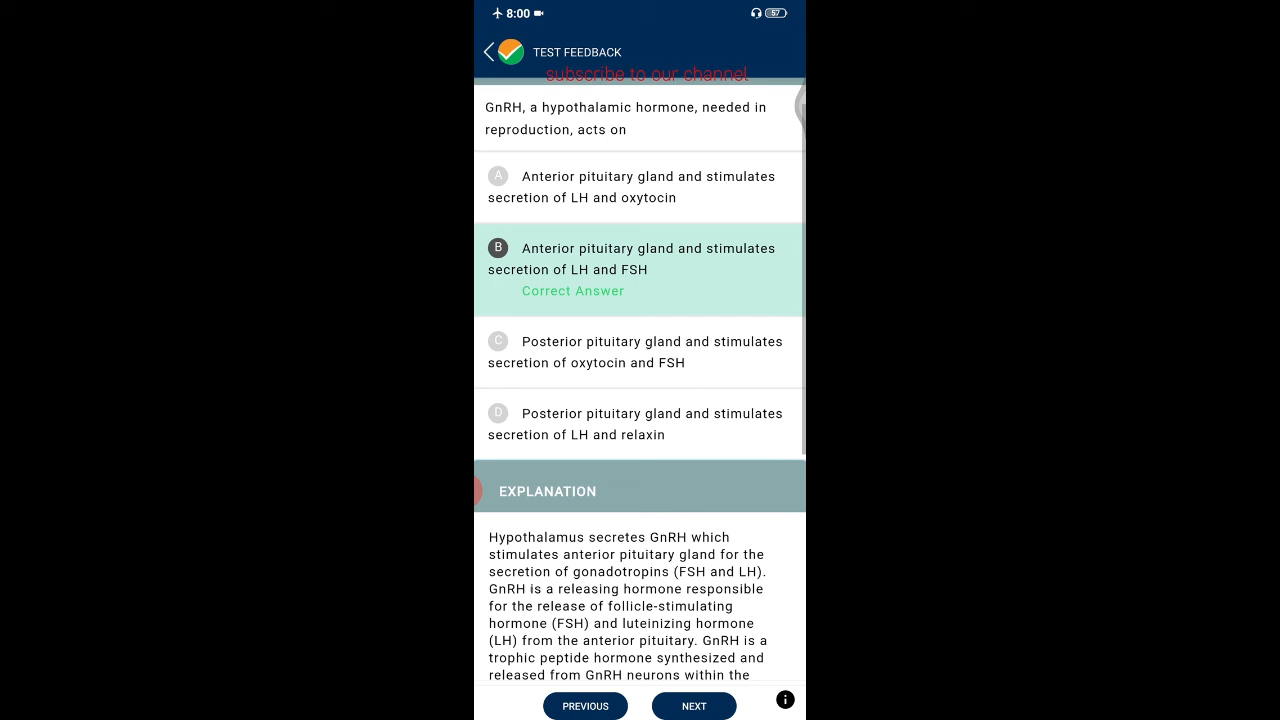 8:00
57
TEST FEEDBACK
subscribe to our channel
GnRH, a hypothalamic hormone, needed in
reproduction, acts on
A Anterior pituitary gland and stimulates
secretion of LH and oxytocin
B Anterior pituitary gland and stimulates
secretion of LH and FSH
Correct Answer
C Posterior pituitary gland and stimulates
secretion of oxytocin and FSH
D Posterior pituitary gland and stimulates
secretion of LH and relaxin
EXPLANATION
Hypothalamus secretes GnRH which
stimulates anterior pituitary gland for the
secretion of gonadotropins (FSH and LH).
GnRH is a releasing hormone responsible
for the release of follicle-stimulating
hormone (FSH) and luteinizing hormone
(LH) from the anterior pituitary. GnRH is a
trophic peptide hormone synthesized and
released from GnRH neurons within the
PREVIOUS NEXT i